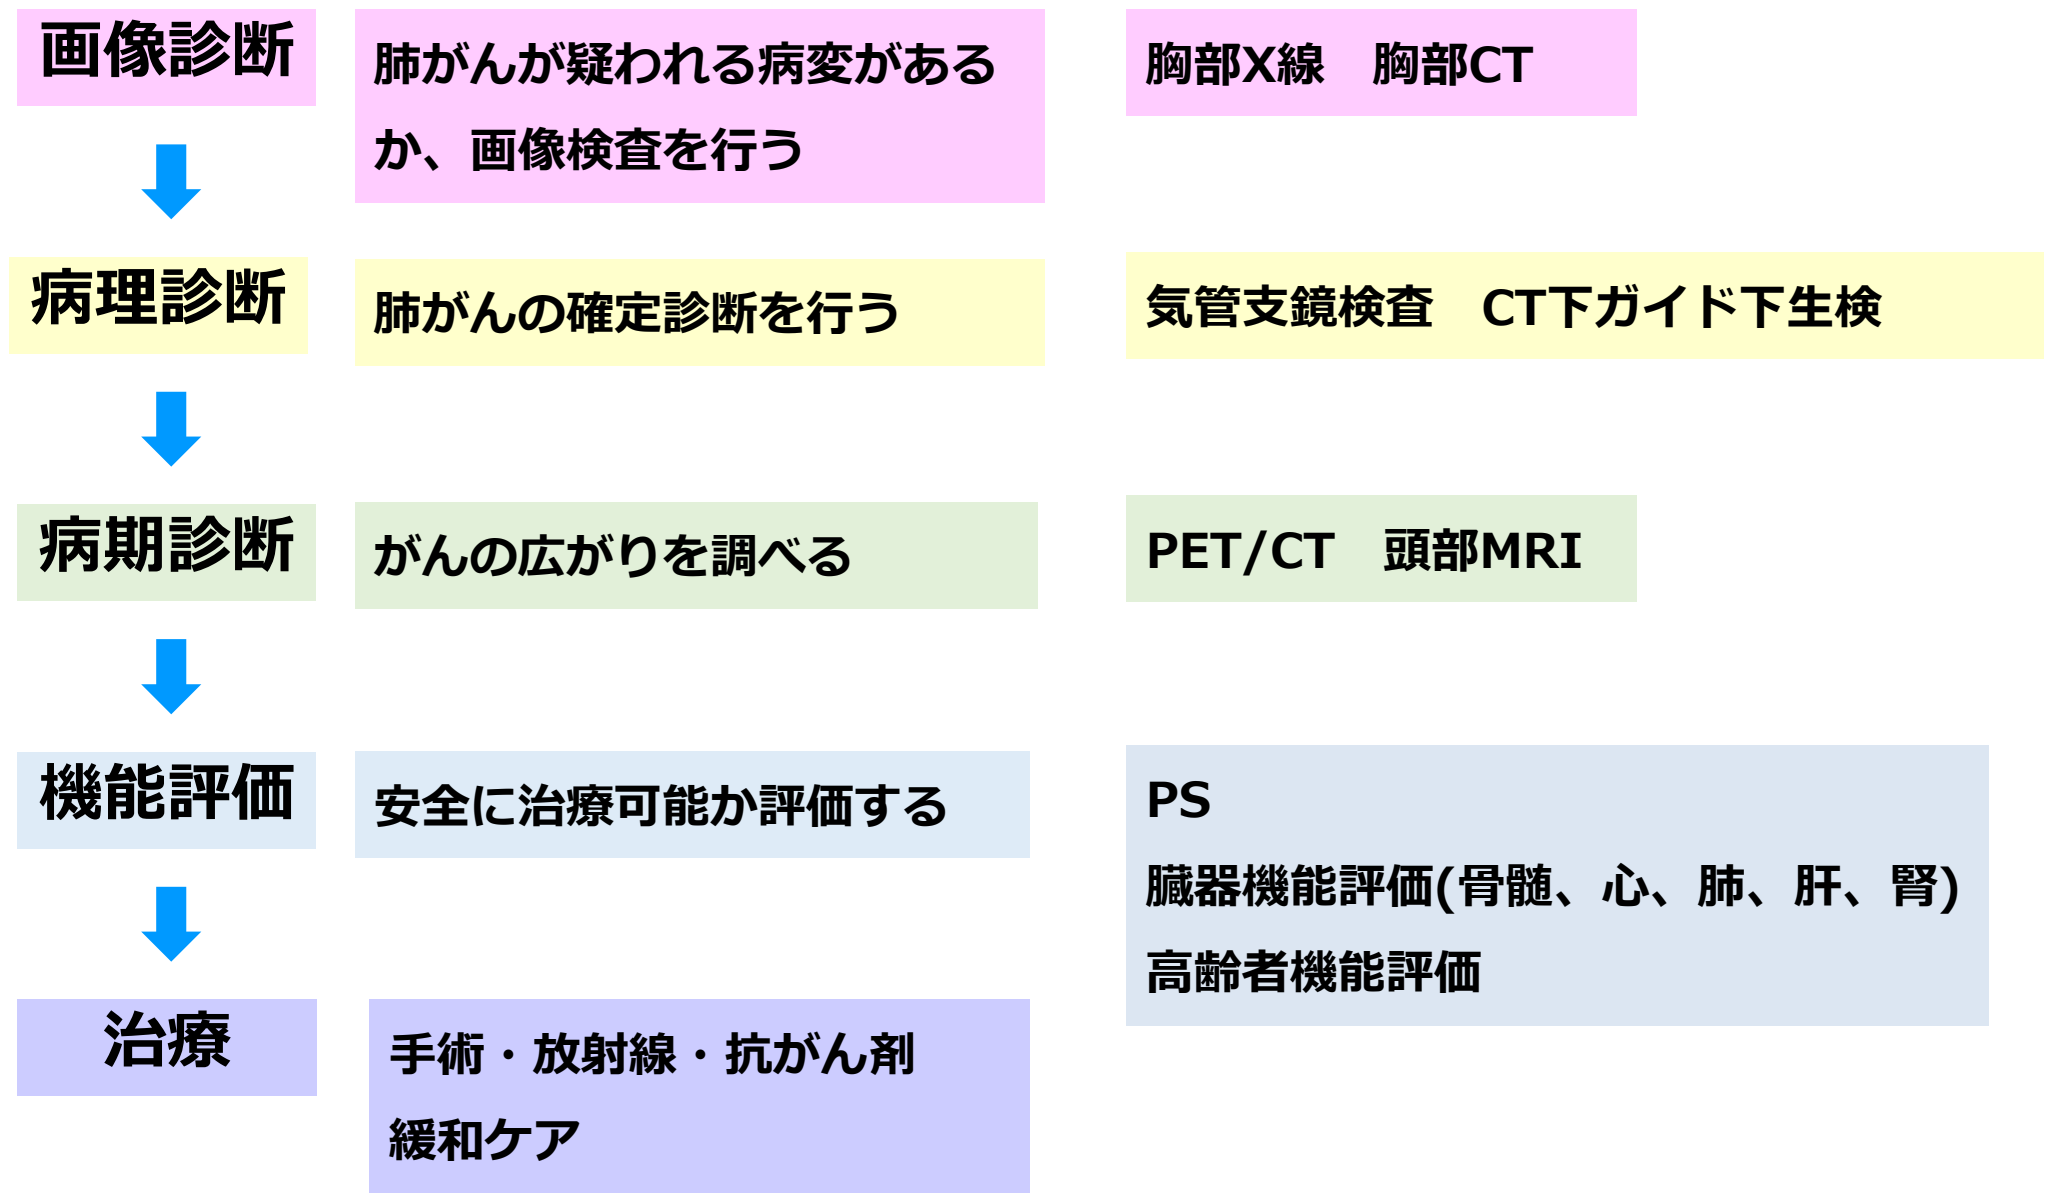 画像診断
肺がんが疑われる病変がある
か、画像検査を行う
胸部X線　胸部CT
病理診断
肺がんの確定診断を行う
気管支鏡検査　CT下ガイド下生検
病期診断
がんの広がりを調べる
PET/CT　頭部MRI
機能評価
安全に治療可能か評価する
PS
臓器機能評価(骨髄、心、肺、肝、腎)
高齢者機能評価
治療
手術・放射線・抗がん剤
緩和ケア